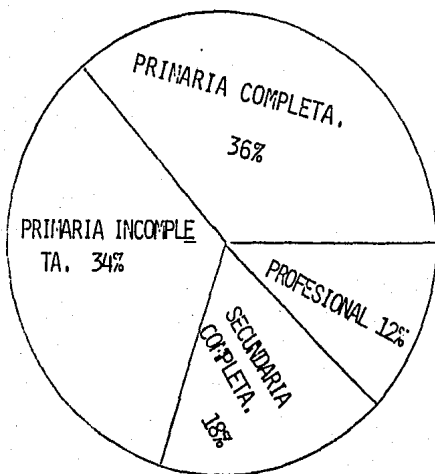 PRIMARIA COMPLETA.
36%
PRIMARIA INCOMPLE
TA. 34%
PROFESIONAL 12%
SECUNDARIA
COMPLETA.
18%